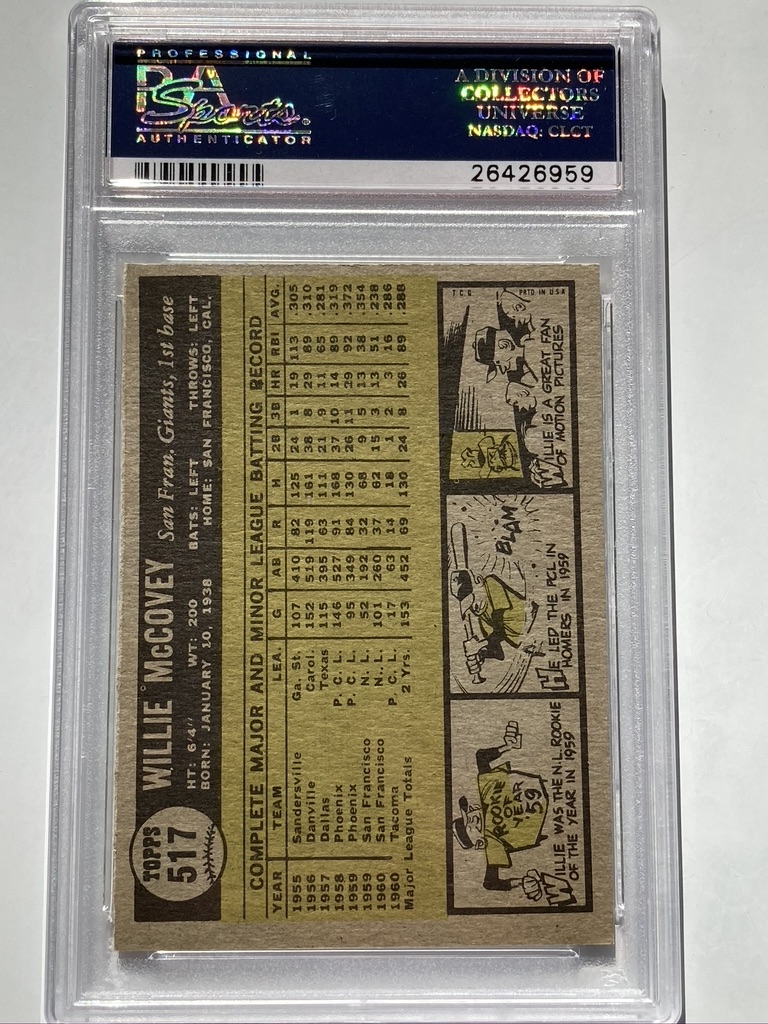 PROFESSIONAL
PSA
Sports®
AUTHENTICATOR
A DIVISION OF
COLLECTORS
UNIVERSE
NASDAQ: CLCT
26426959
TOPPS
517
WILLIE McCOVEY San Fran. Giants, 1st base
HT: 6'4" WT: 200 BATS: LEFT THROWS: LEFT
BORN: JANUARY 10, 1938 HOME: SAN FRANCISCO, CAL.
COMPLETE MAJOR AND MINOR LEAGUE BATTING RECORD
YEAR TEAM LEA. G AB R H 2B 3B HR RBI AVG.
1955 Sandersville Ga. St. 107 410 82 125 24 1 19 113 .305
1956 Danville Carol. 152 519 119 161 38 8 29 89 .310
1957 Dallas Texas 115 395 63 111 21 9 11 65 .281
1958 Phoenix P. C. L. 146 527 91 168 37 10 14 89 .319
1959 Phoenix P. C. L. 95 349 84 130 26 11 29 92 .372
1959 San Francisco N. L. 52 192 32 68 9 5 13 38 .354
1960 San Francisco N. L. 101 260 37 62 15 3 13 51 .238
1960 Tacoma P. C. L. 17 63 14 18 1 2 3 16 .286
Major League Totals 2 Yrs. 153 452 69 130 24 8 26 89 .288
ROOKIE
OF
YEAR
'59
WILLIE WAS THE N.L. ROOKIE
OF THE YEAR IN 1959
BLAM
HE LED THE PCL IN
HOMERS IN 1959
T.C.G. PRTD IN U.S.A.
WILLIE IS A GREAT FAN
OF MOTION PICTURES